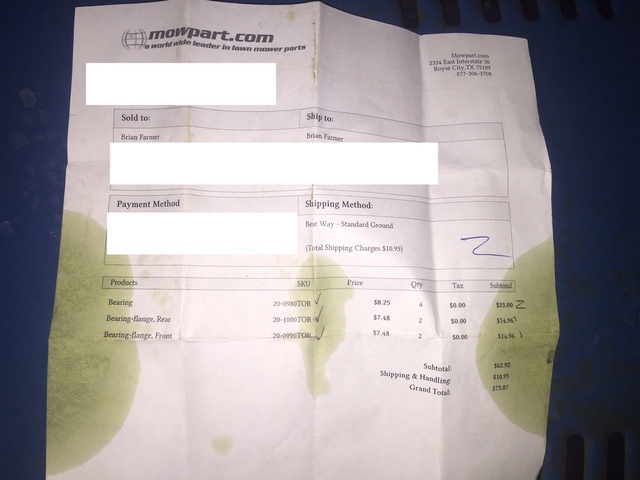 mowpart.com
a world wide leader in lawn mower parts
Mowpart.com
2324 East Interstate 30
Royse City,TX 75189
877-306-3708
Sold to: Ship to:
Brian Farmer Brian Farmer
Payment Method Shipping Method:
Best Way - Standard Ground
(Total Shipping Charges $10.95)
Products SKU Price Qty Tax Subtotal
Bearing 20-0980TOR ✓ $8.25 4 $0.00 $33.00 2
Bearing-flange, Rear 20-1000TOR ✓ $7.48 2 $0.00 $14.96 1
Bearing-flange, Front 20-0990TOR ✓ $7.48 2 $0.00 $14.96 1
Subtotal: $62.92
Shipping & Handling: $10.95
Grand Total: $73.87